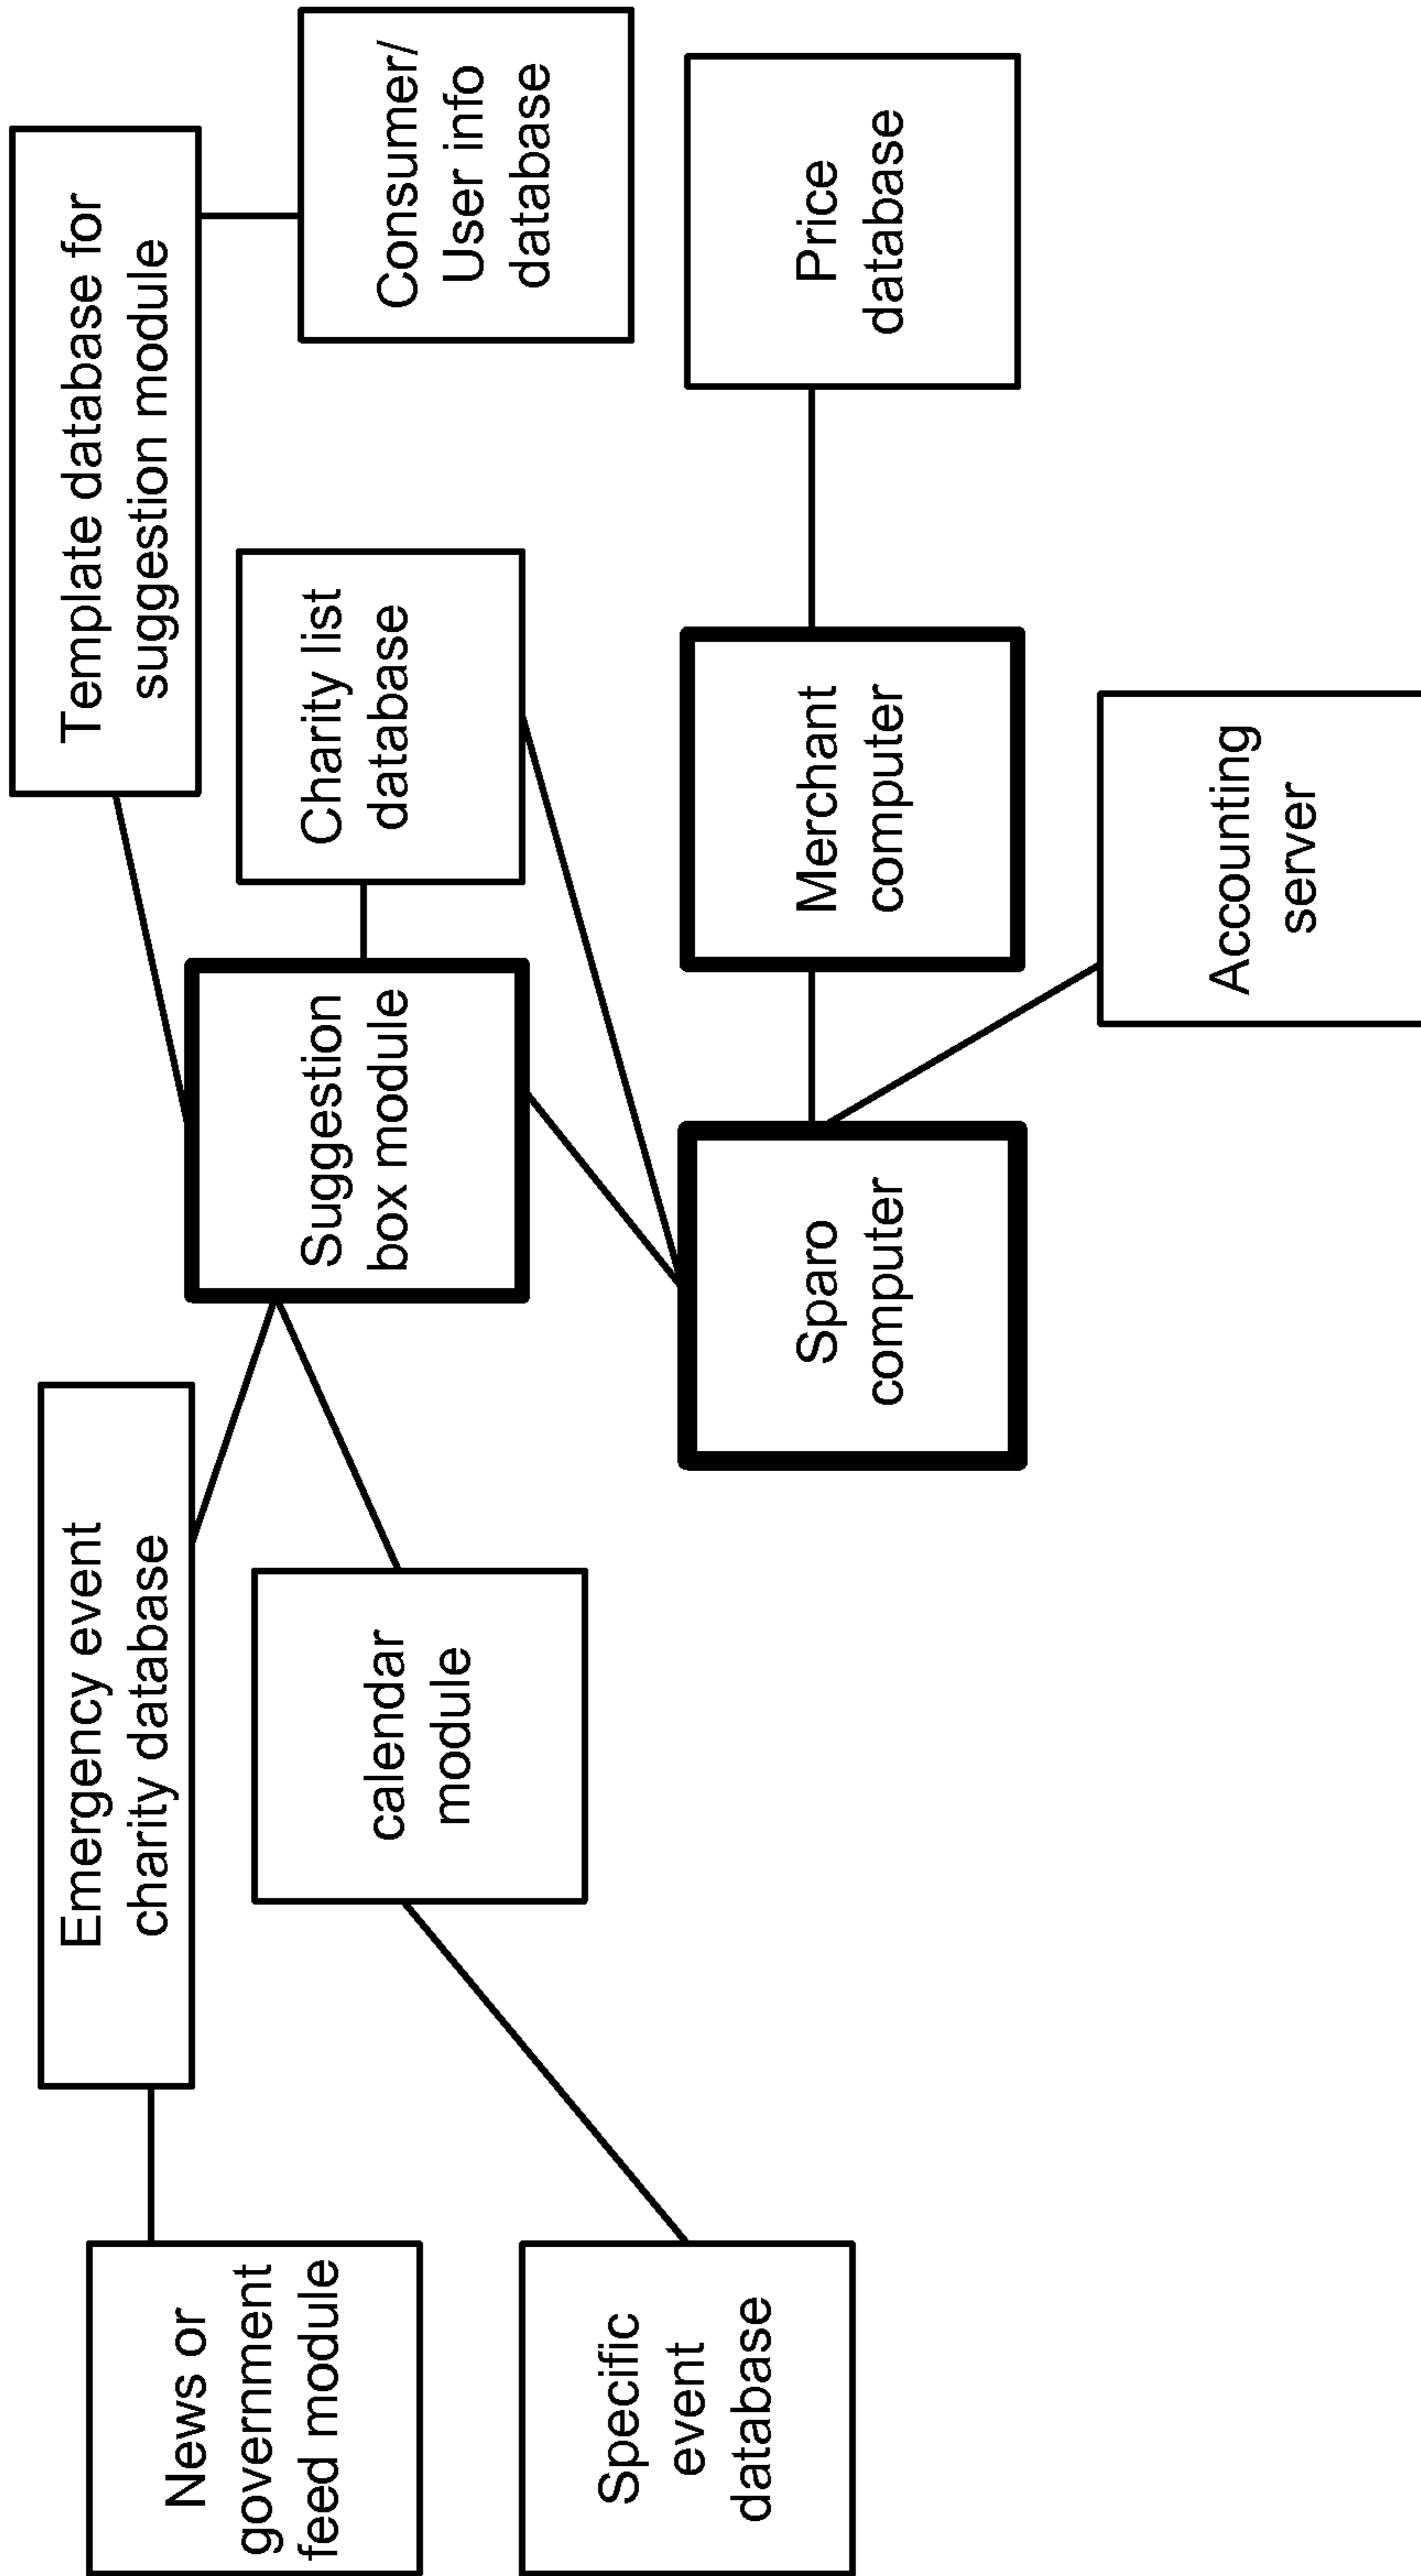 News or
government
feed module
Emergency event
charity database
Template database for
suggestion module
Specific
event
database
calendar
module
Suggestion
box module
Charity list
database
Consumer/
User info
database
Sparo
computer
Merchant
computer
Price
database
Accounting
server